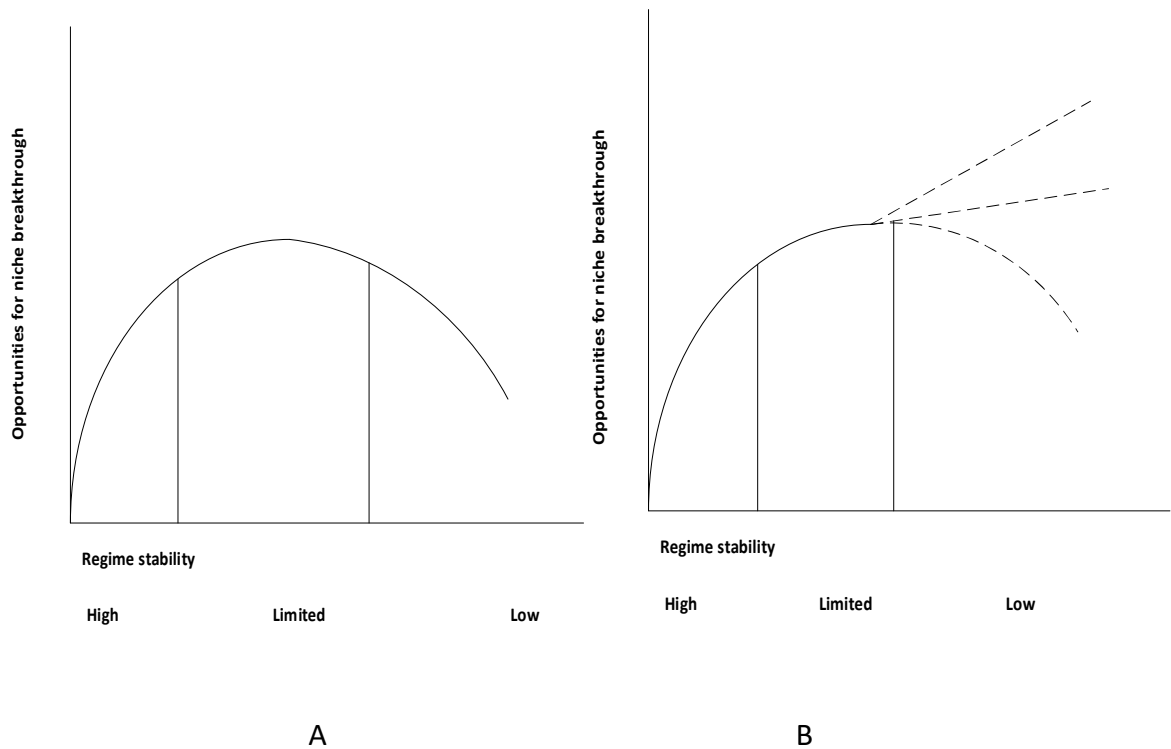 Opportunities for niche breakthrough
Regime stability
High Limited Low
A
Opportunities for niche breakthrough
Regime stability
High Limited Low
B